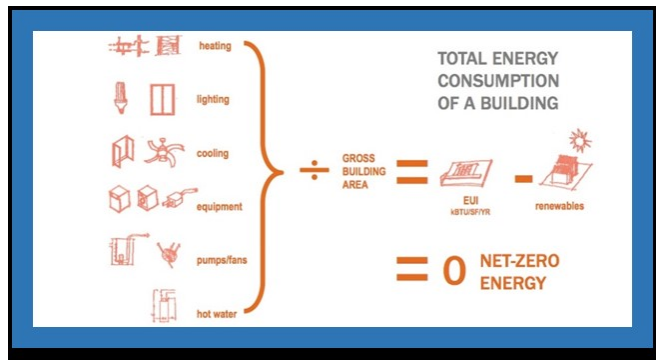 heating
lighting
cooling
equipment
pumps/fans
hot water
÷
GROSS
BUILDING
AREA
=
TOTAL ENERGY
CONSUMPTION
OF A BUILDING
EUI
kBTU/SF/YR
-
renewables
= 0 NET-ZERO
ENERGY